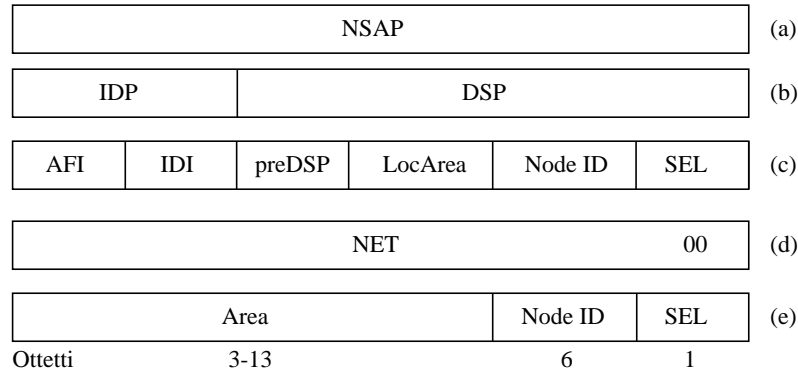 NSAP (a)
IDP DSP (b)
AFI IDI preDSP LocArea Node ID SEL (c)
NET 00 (d)
Area Node ID SEL (e)
Ottetti 3-13 6 1